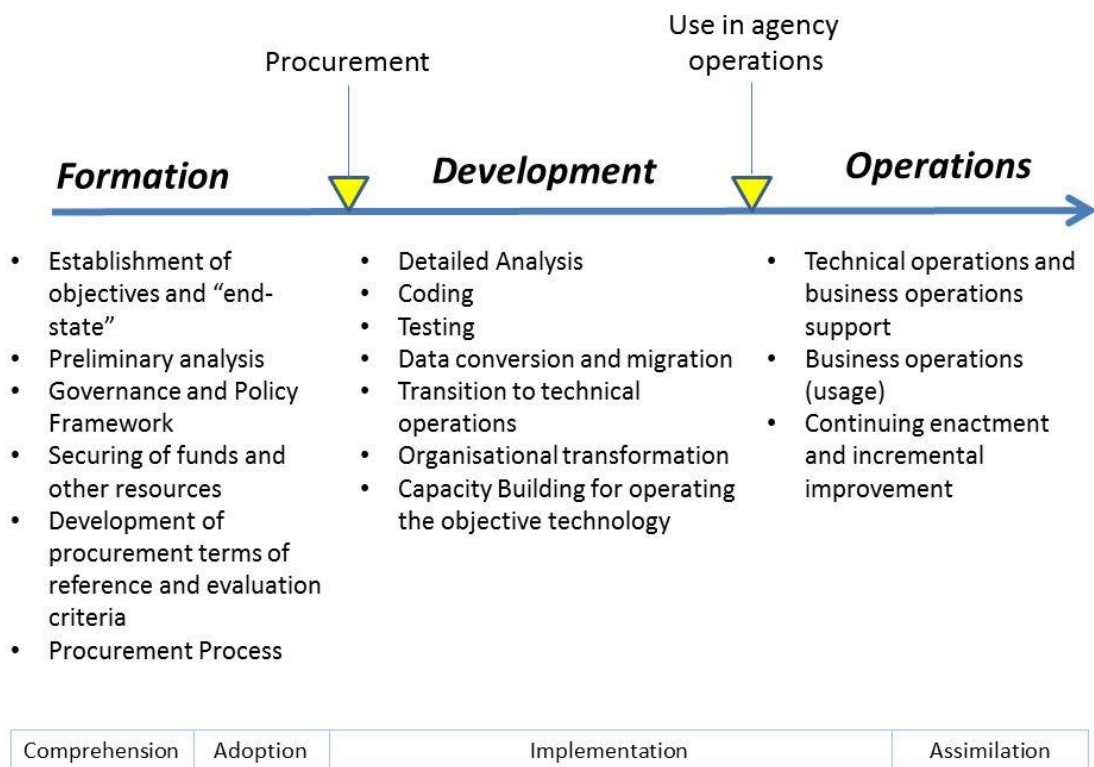 Use in agency
operations
Procurement
Formation
Development
Operations
• Establishment of
objectives and “end-
state”
• Preliminary analysis
• Governance and Policy
Framework
• Securing of funds and
other resources
• Development of
procurement terms of
reference and evaluation
criteria
• Procurement Process
• Detailed Analysis
• Coding
• Testing
• Data conversion and migration
• Transition to technical
operations
• Organisational transformation
• Capacity Building for operating
the objective technology
• Technical operations and
business operations
support
• Business operations
(usage)
• Continuing enactment
and incremental
improvement
Comprehension
Adoption
Implementation
Assimilation